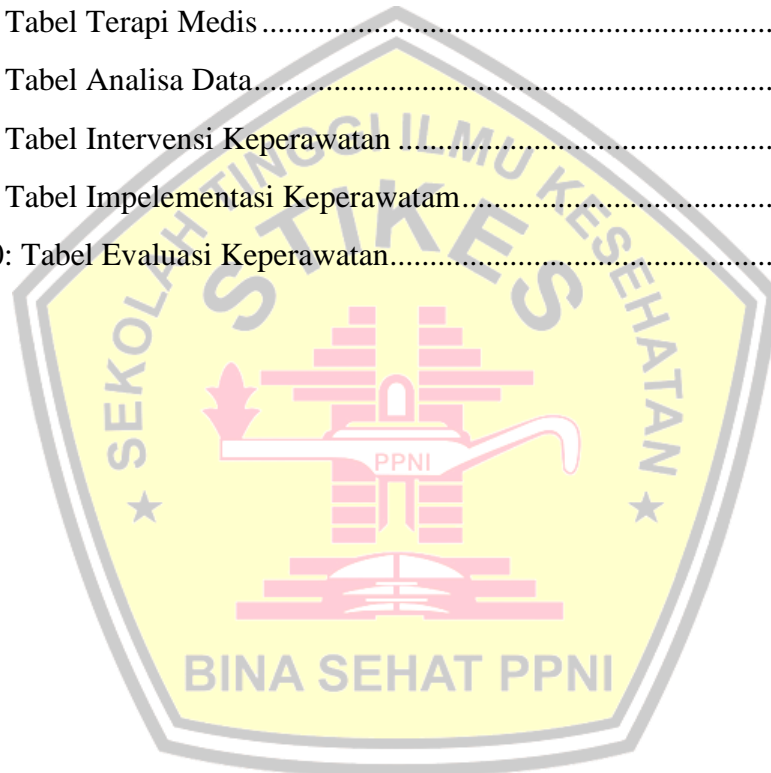 Tabel Terapi Medis ................................................................
Tabel Analisa Data................................................................
Tabel Intervensi Keperawatan ................................................
Tabel Impelementasi Keperawatam......................................
: Tabel Evaluasi Keperawatan................................................
SEKOLAH TINGGI ILMU KESEHATAN
STIKES
PPNI
BINA SEHAT PPNI